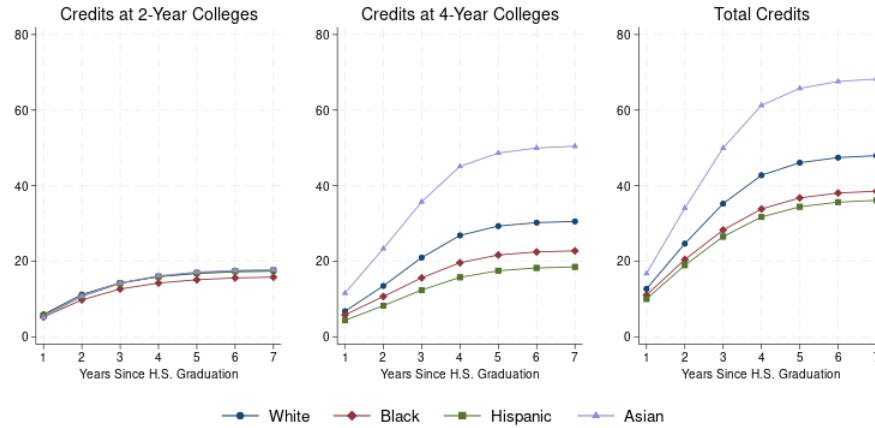 Credits at 2-Year Colleges
80
60
40
20
0
1 2 3 4 5 6 7
Years Since H.S. Graduation
Credits at 4-Year Colleges
80
60
40
20
0
1 2 3 4 5 6 7
Years Since H.S. Graduation
Total Credits
80
60
40
20
0
1 2 3 4 5 6 7
Years Since H.S. Graduation
White Black Hispanic Asian